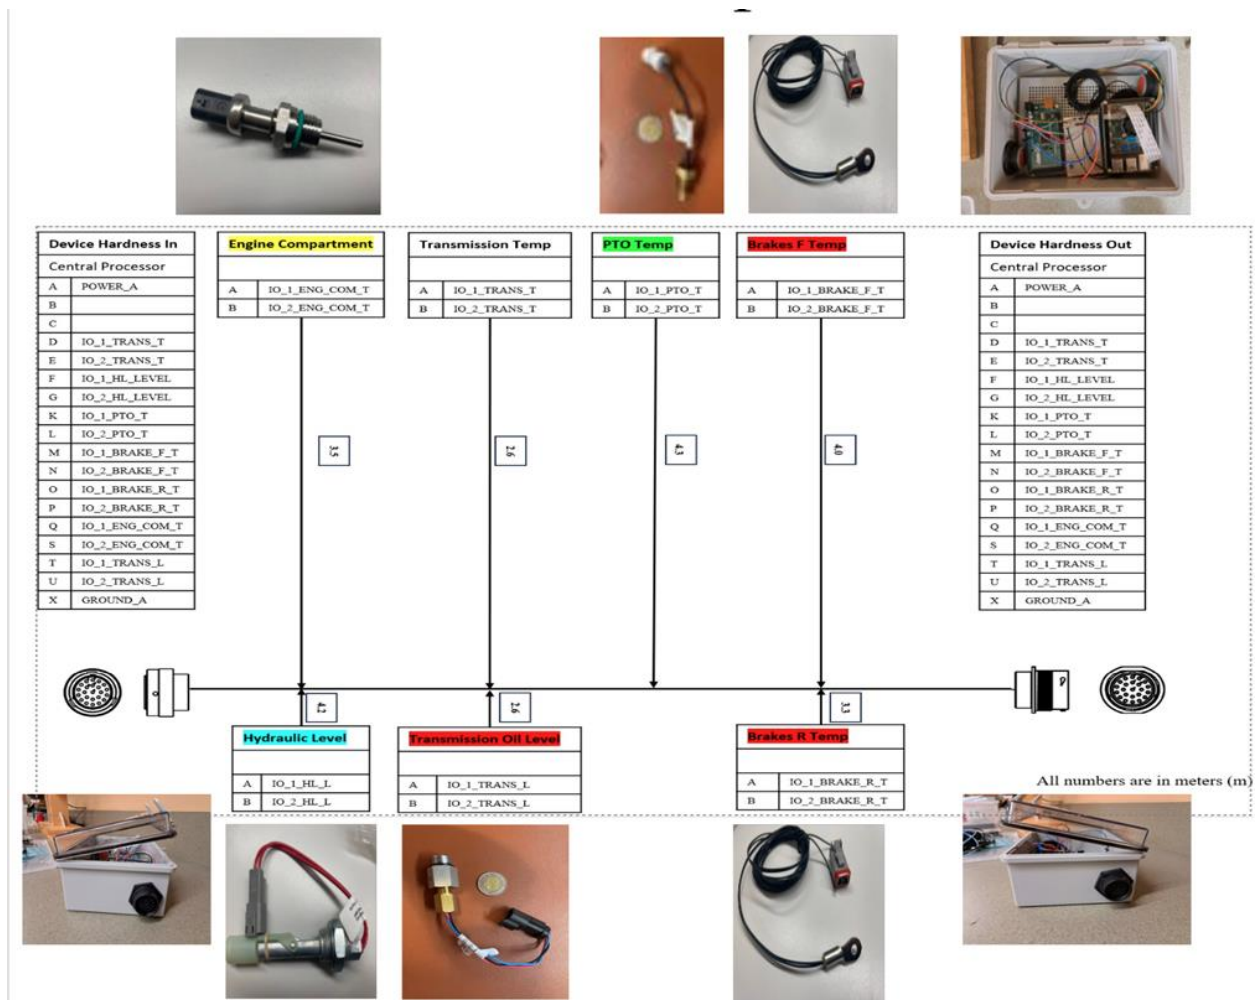 Device Hardness In
Central Processor
A POWER_A
B
C
D IO_1_TRANS_T
E IO_2_TRANS_T
F IO_1_HL_LEVEL
G IO_2_HL_LEVEL
K IO_1_PTO_T
L IO_2_PTO_T
M IO_1_BRAKE_F_T
N IO_2_BRAKE_F_T
O IO_1_BRAKE_R_T
P IO_2_BRAKE_R_T
Q IO_1_ENG_COM_T
S IO_2_ENG_COM_T
T IO_1_TRANS_L
U IO_2_TRANS_L
X GROUND_A
Engine Compartment
A IO_1_ENG_COM_T
B IO_2_ENG_COM_T
Transmission Temp
A IO_1_TRANS_T
B IO_2_TRANS_T
PTO Temp
A IO_1_PTO_T
B IO_2_PTO_T
Brakes F Temp
A IO_1_BRAKE_F_T
B IO_2_BRAKE_F_T
Device Hardness Out
Central Processor
A POWER_A
B
C
D IO_1_TRANS_T
E IO_2_TRANS_T
F IO_1_HL_LEVEL
G IO_2_HL_LEVEL
K IO_1_PTO_T
L IO_2_PTO_T
M IO_1_BRAKE_F_T
N IO_2_BRAKE_F_T
O IO_1_BRAKE_R_T
P IO_2_BRAKE_R_T
Q IO_1_ENG_COM_T
S IO_2_ENG_COM_T
T IO_1_TRANS_L
U IO_2_TRANS_L
X GROUND_A
3.5
2.6
4.3
4.0
4.2
2.6
3.3
Hydraulic Level
A IO_1_HL_L
B IO_2_HL_L
Transmission Oil Level
A IO_1_TRANS_L
B IO_2_TRANS_L
Brakes R Temp
A IO_1_BRAKE_R_T
B IO_2_BRAKE_R_T
All numbers are in meters (m)